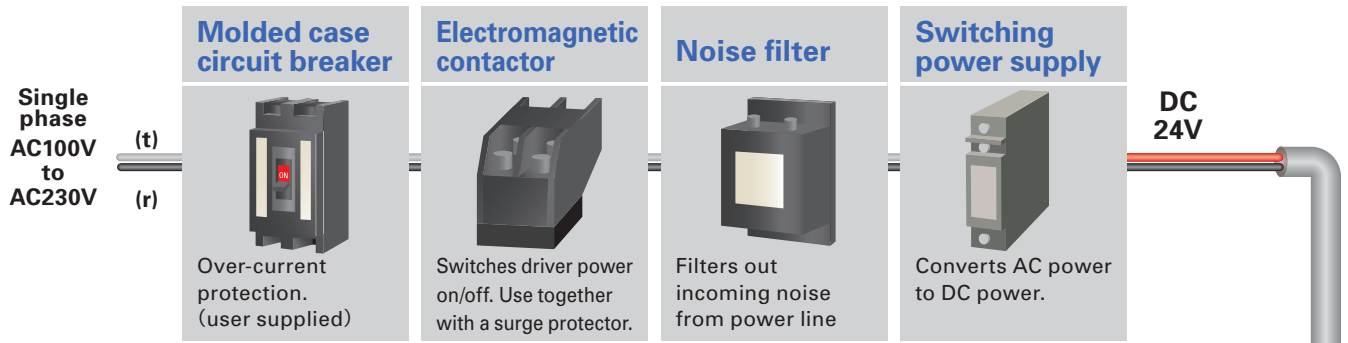 Single
phase
AC100V
to
AC230V
(t)
(r)
Molded case
circuit breaker
ON
Over-current
protection.
(user supplied)
Electromagnetic
contactor
Switches driver power
on/off. Use together
with a surge protector.
Noise filter
Filters out
incoming noise
from power line
Switching
power supply
Converts AC power
to DC power.
DC
24V